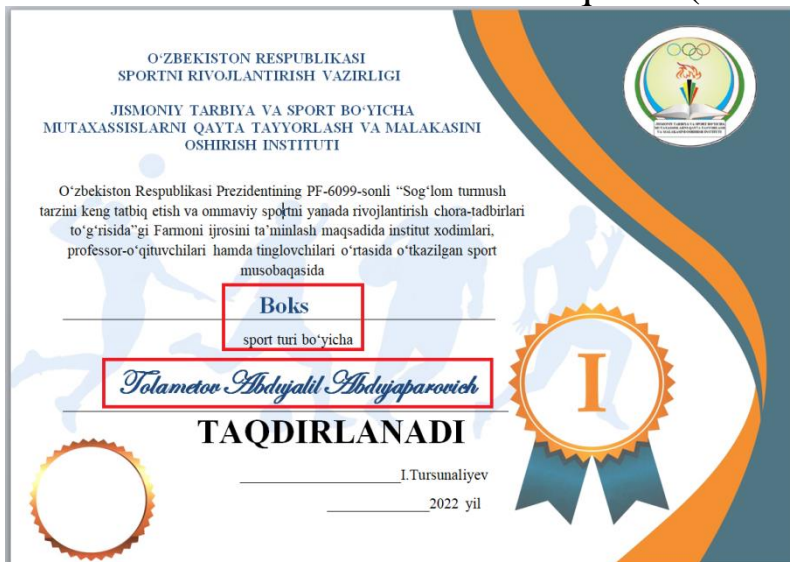 O‘ZBEKISTON RESPUBLIKASI
SPORTNI RIVOJLANTIRISH VAZIRLIGI
JISMONIY TARBIYA VA SPORT BO‘YICHA
MUTAXASSISLARNI QAYTA TAYYORLASH VA MALAKASINI
OSHIRISH INSTITUTI
O‘zbekiston Respublikasi Prezidentining PF-6099-sonli “Sog‘lom turmush
tarzini keng tatbiq etish va ommaviy sportni yanada rivojlantirish chora-tadbirlari
to‘g‘risida”gi Farmoni ijrosini ta’minlash maqsadida institut xodimlari,
professor-o‘qituvchilari hamda tinglovchilari o‘rtasida o‘tkazilgan sport
musobaqasida
Boks
sport turi bo‘yicha
Tolametov Abdujalil Abdujaparovich
I
TAQDIRLANADI
I.Tursunaliyev
2022 yil